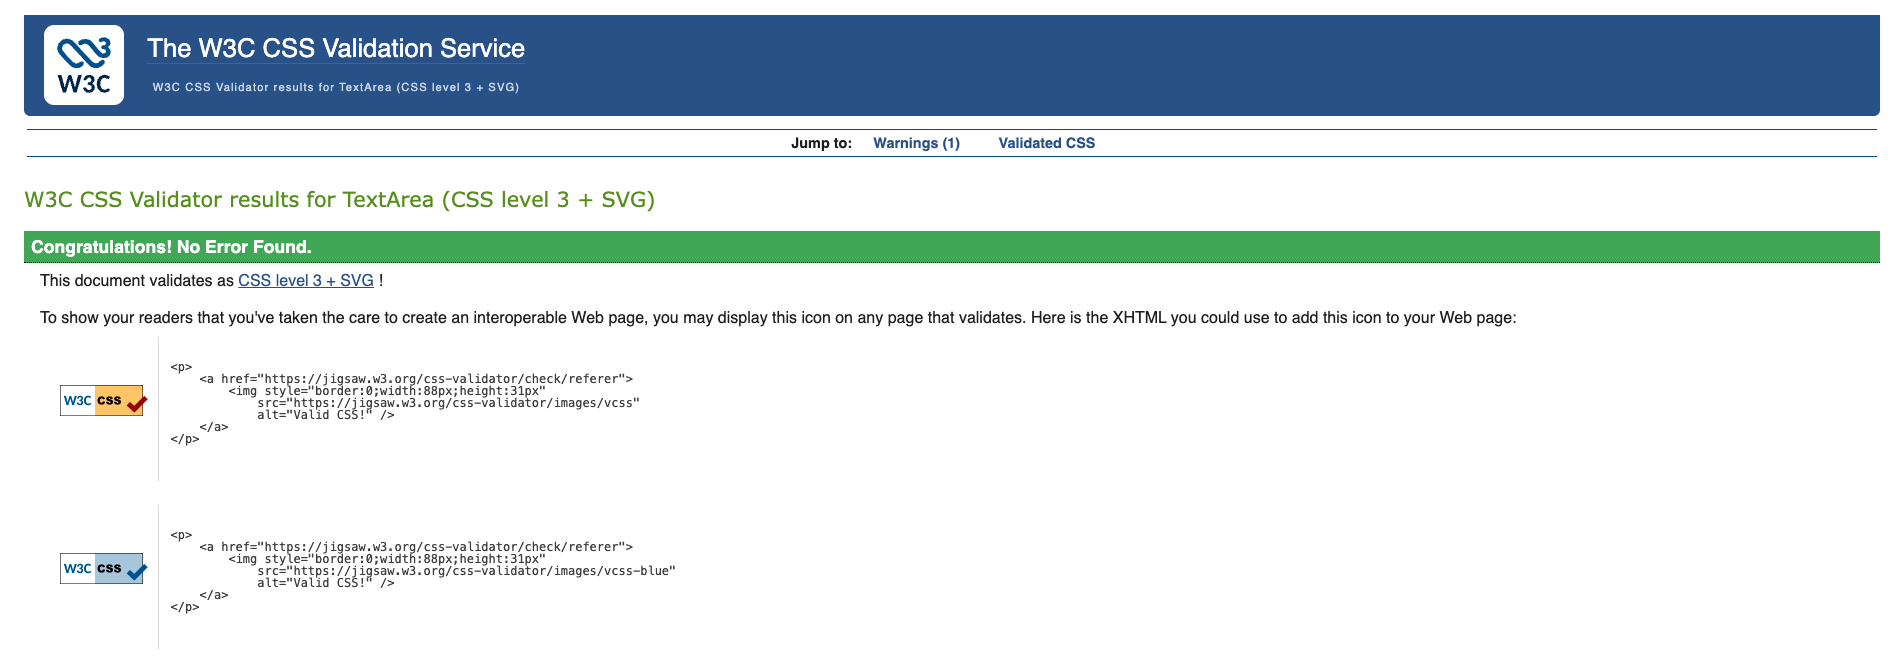 W3C
The W3C CSS Validation Service
W3C CSS Validator results for TextArea (CSS level 3 + SVG)
Jump to: Warnings (1) Validated CSS
W3C CSS Validator results for TextArea (CSS level 3 + SVG)
Congratulations! No Error Found.
This document validates as CSS level 3 + SVG !
To show your readers that you've taken the care to create an interoperable Web page, you may display this icon on any page that validates. Here is the XHTML you could use to add this icon to your Web page:
W3C css
<p>
    <a href="https://jigsaw.w3.org/css-validator/check/referer">
        <img style="border:0;width:88px;height:31px"
            src="https://jigsaw.w3.org/css-validator/images/vcss"
            alt="Valid CSS!" />
    </a>
</p>
W3C css
<p>
    <a href="https://jigsaw.w3.org/css-validator/check/referer">
        <img style="border:0;width:88px;height:31px"
            src="https://jigsaw.w3.org/css-validator/images/vcss-blue"
            alt="Valid CSS!" />
    </a>
</p>